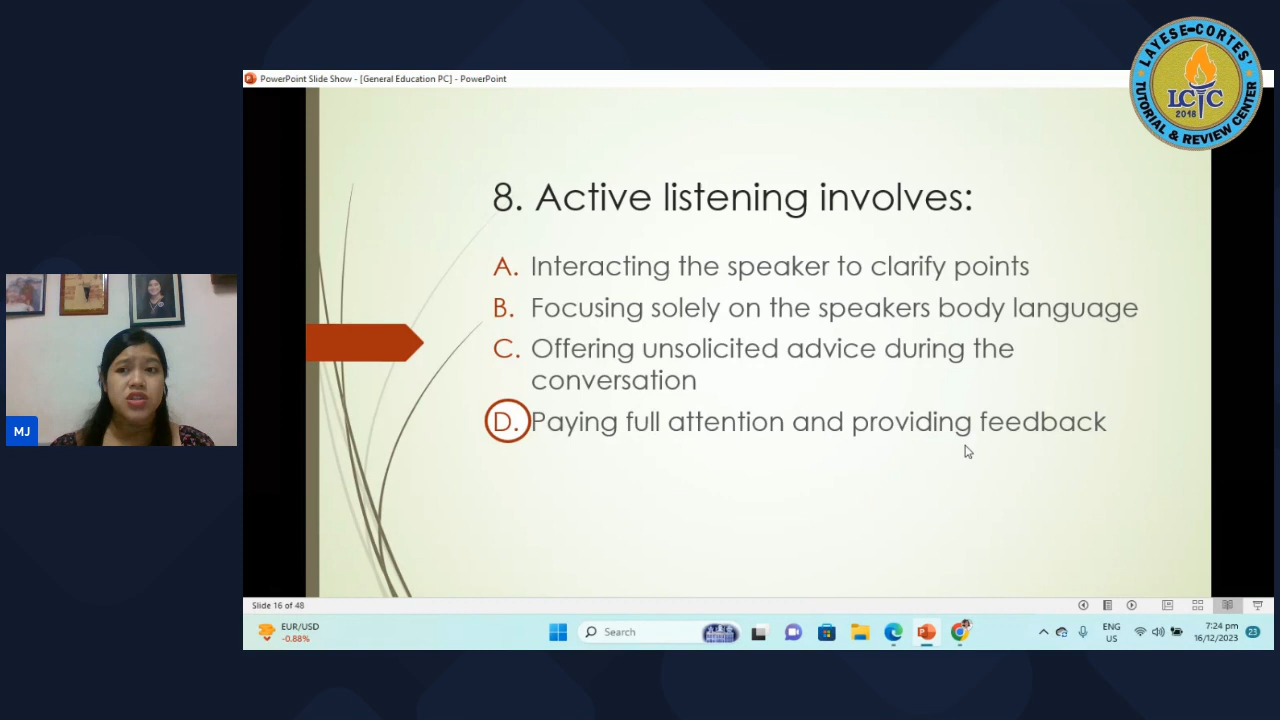 LAYESE-CORTES'
LCTC
2018
TUTORIAL & REVIEW CENTER
PowerPoint Slide Show - [General Education PC] - PowerPoint
8. Active listening involves:
A. Interacting the speaker to clarify points
B. Focusing solely on the speakers body language
C. Offering unsolicited advice during the
conversation
D. Paying full attention and providing feedback
MJ
Slide 16 of 48
EUR/USD
-0.88%
Search
ENG
US
7:24 pm
16/12/2023
23